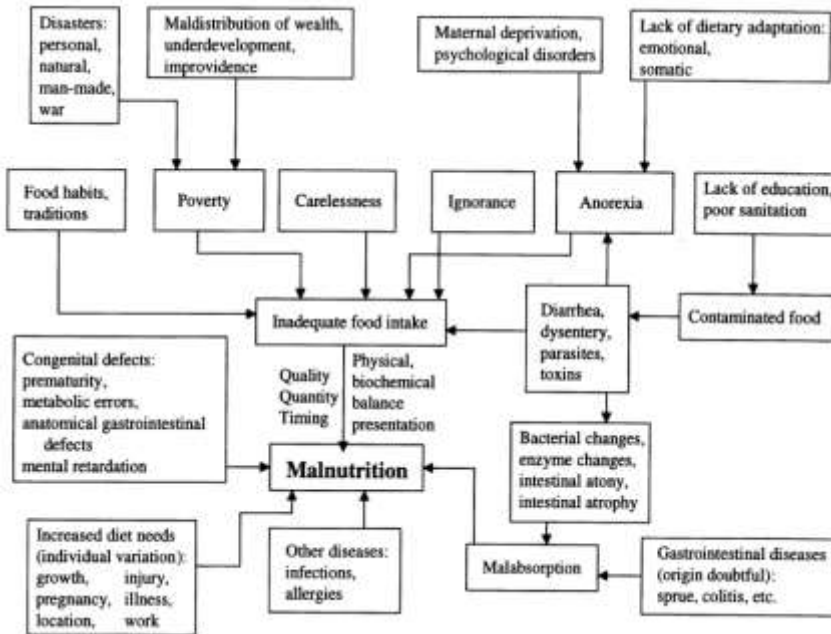 Disasters:
personal,
natural,
man-made,
war
Maldistribution of wealth,
underdevelopment,
improvidence
Maternal deprivation,
psychological disorders
Lack of dietary adaptation:
emotional,
somatic
Food habits,
traditions
Poverty
Carelessness
Ignorance
Anorexia
Lack of education,
poor sanitation
Inadequate food intake
Diarrhea,
dysentery,
parasites,
toxins
Contaminated food
Congenital defects:
prematurity,
metabolic errors,
anatomical gastrointestinal
defects
mental retardation
Quality
Quantity
Timing
Physical,
biochemical
balance
presentation
Malnutrition
Bacterial changes,
enzyme changes,
intestinal atony,
intestinal atrophy
Increased diet needs
(individual variation):
growth, injury,
pregnancy, illness,
location, work
Other diseases:
infections,
allergies
Malabsorption
Gastrointestinal diseases
(origin doubtful):
sprue, colitis, etc.